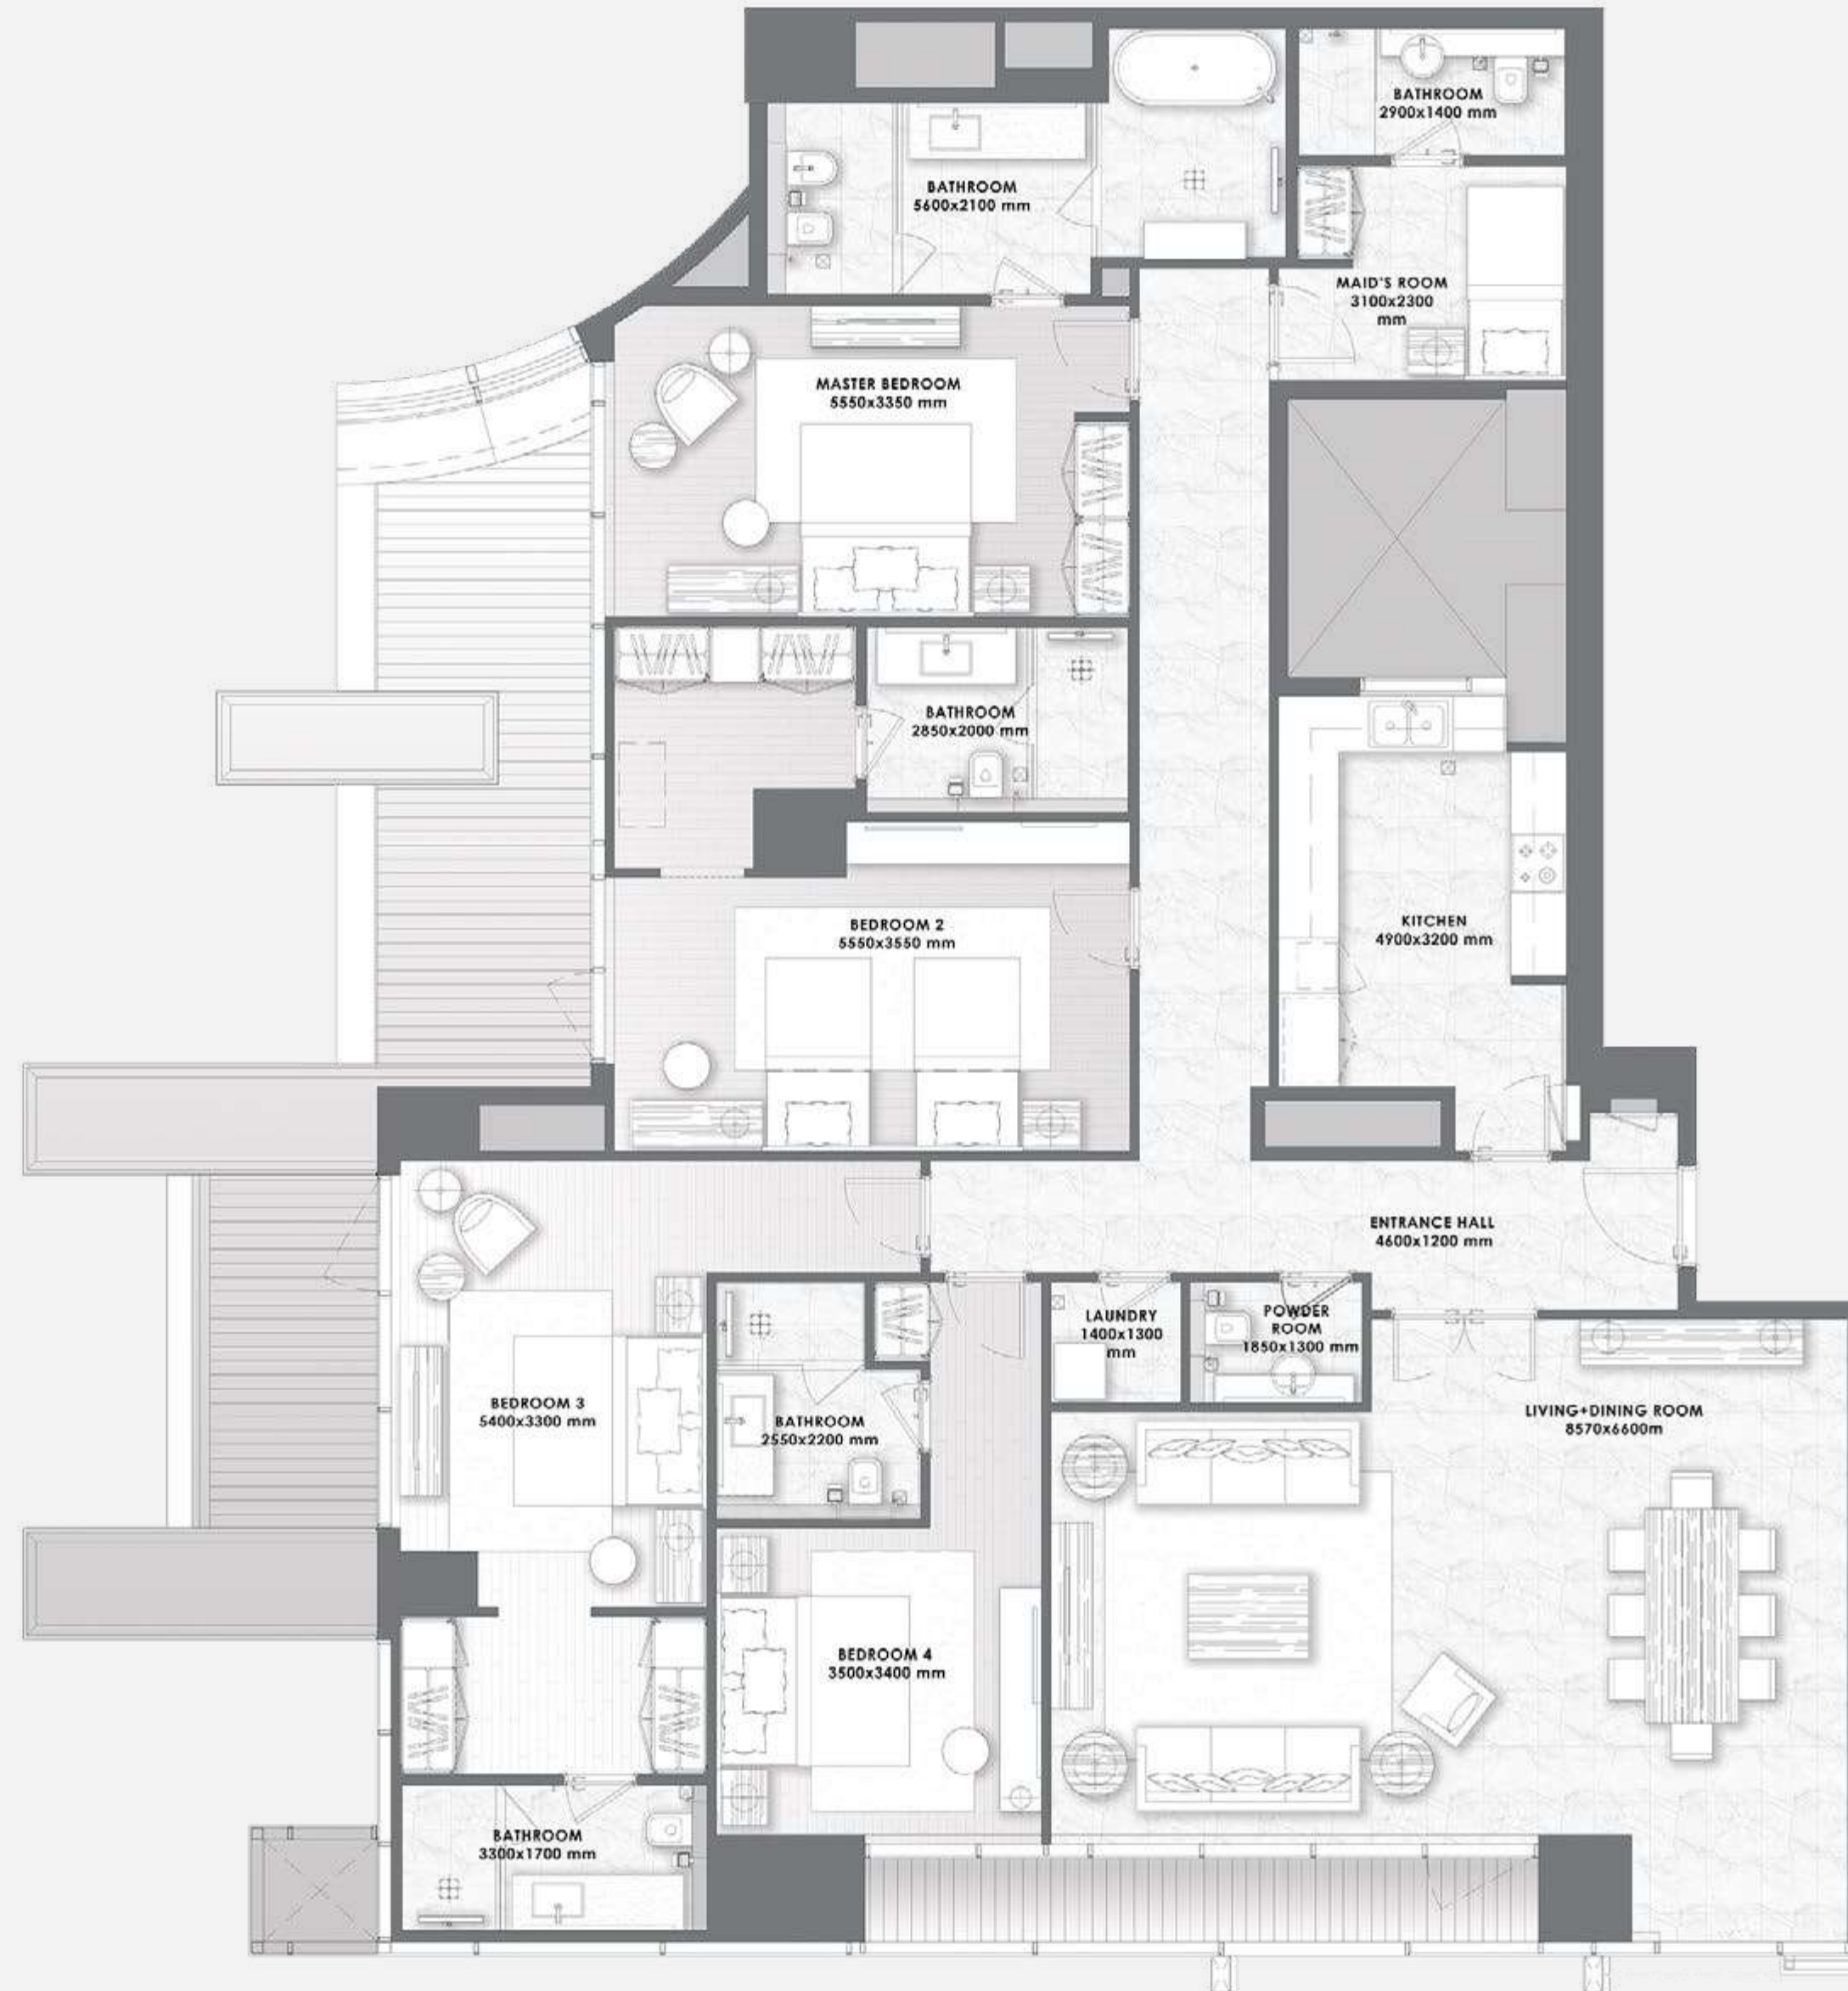 BATHROOM
2900x1400 mm
BATHROOM
5600x2100 mm
MAID'S ROOM
3100x2300
mm
MASTER BEDROOM
5550x3350 mm
BATHROOM
2850x2000 mm
BEDROOM 2
5550x3550 mm
KITCHEN
4900x3200 mm
ENTRANCE HALL
4600x1200 mm
LAUNDRY
1400x1300
mm
POWDER
ROOM
1850x1300 mm
BEDROOM 3
5400x3300 mm
BATHROOM
2550x2200 mm
LIVING+DINING ROOM
8570x6600m
BEDROOM 4
3500x3400 mm
BATHROOM
3300x1700 mm